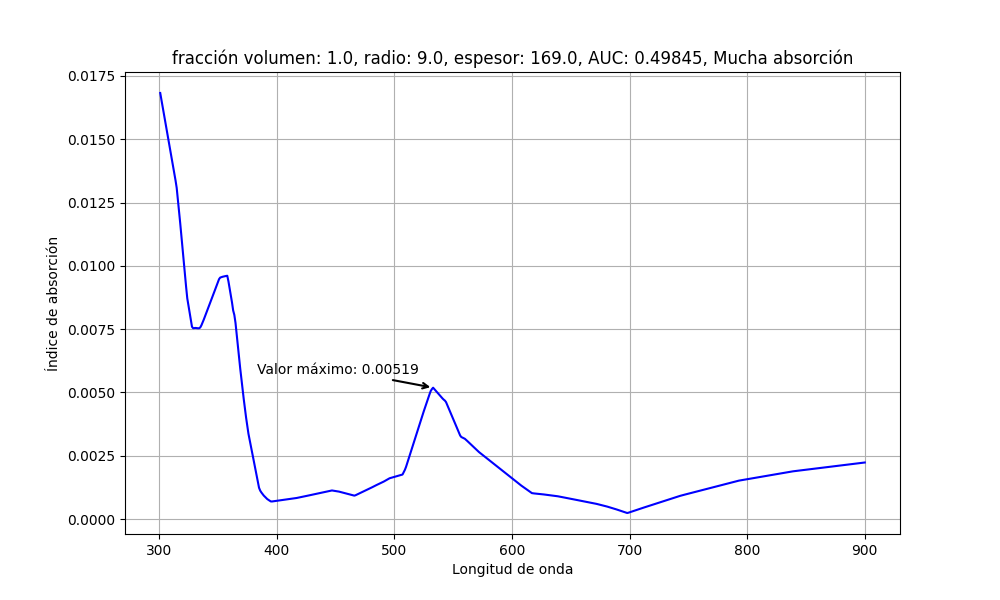 fracción volumen: 1.0, radio: 9.0, espesor: 169.0, AUC: 0.49845, Mucha absorción
0.0175
0.0150
0.0125
0.0100
0.0075
0.0050
0.0025
0.0000
Índice de absorción
Valor máximo: 0.00519
300 400 500 600 700 800 900
Longitud de onda